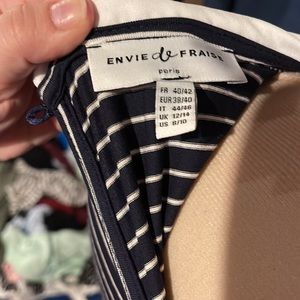 ENVIE de FRAISE
paris
FR 40/42
EUR 38/40
IT 44/46
UK 12/14
US 8/10